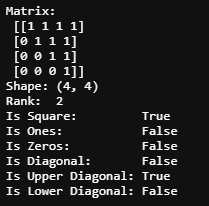 Matrix:
 [[1 1 1 1]
 [0 1 1 1]
 [0 0 1 1]
 [0 0 0 1]]
Shape: (4, 4)
Rank:  2
Is Square:         True
Is Ones:           False
Is Zeros:          False
Is Diagonal:       False
Is Upper Diagonal: True
Is Lower Diagonal: False